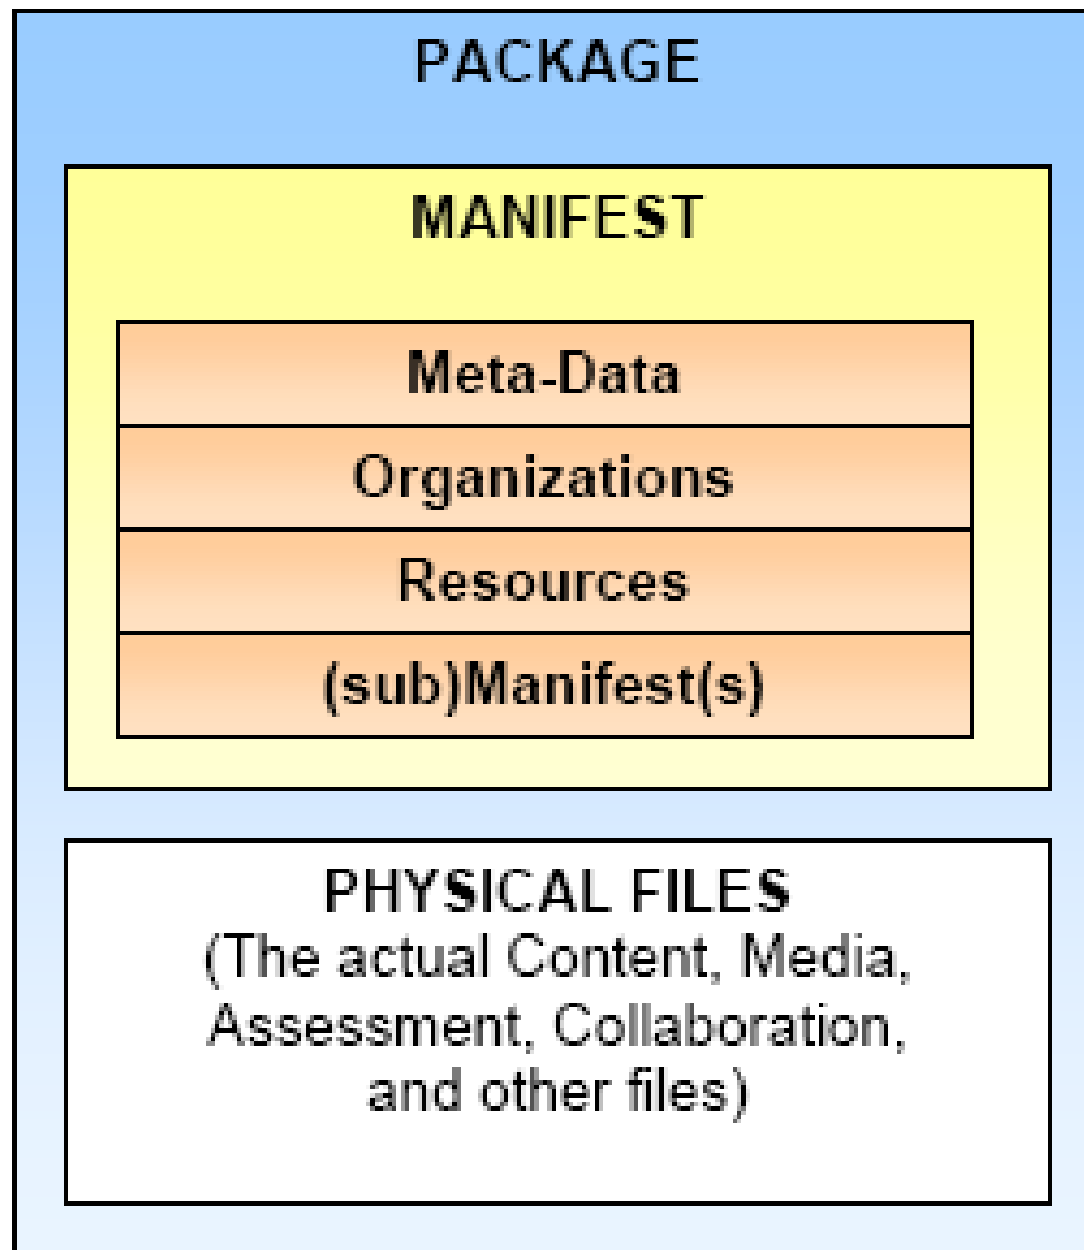 PACKAGE
MANIFEST
Meta-Data
Organizations
Resources
(sub)Manifest(s)
PHYSICAL FILES
(The actual Content, Media,
Assessment, Collaboration,
and other files)